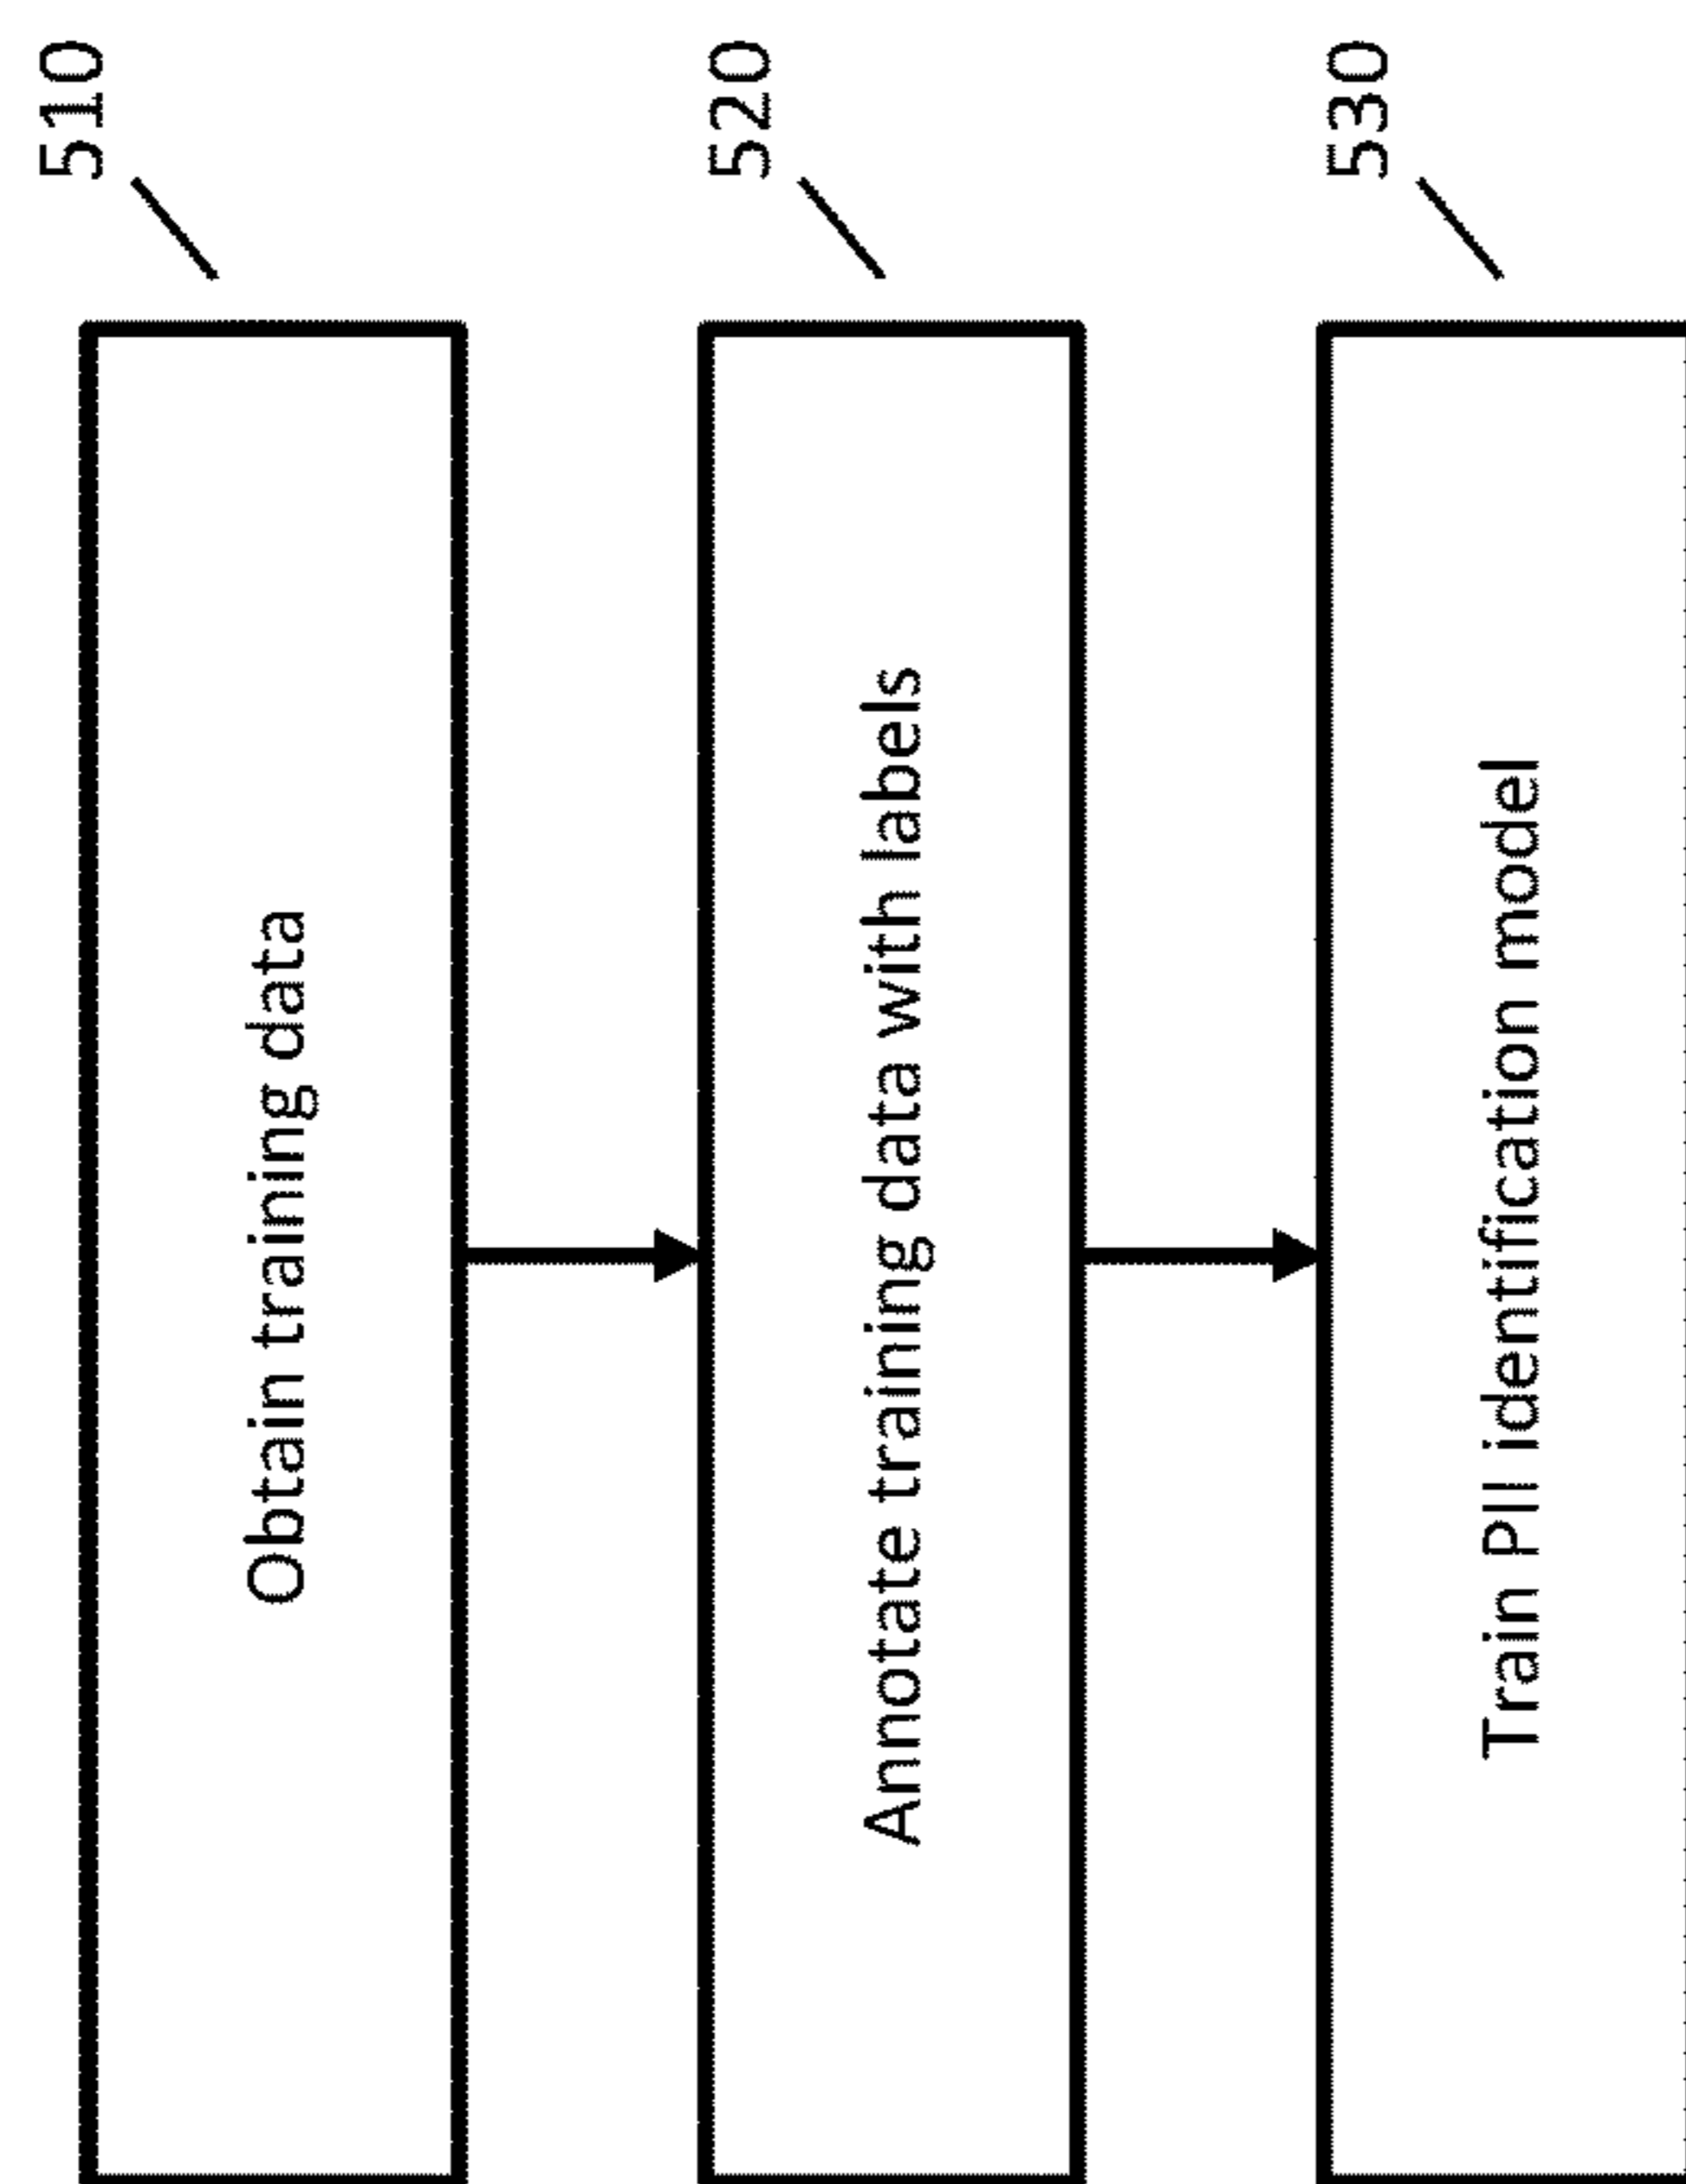 510
Obtain training data
520
Annotate training data with labels
530
Train PII identification model